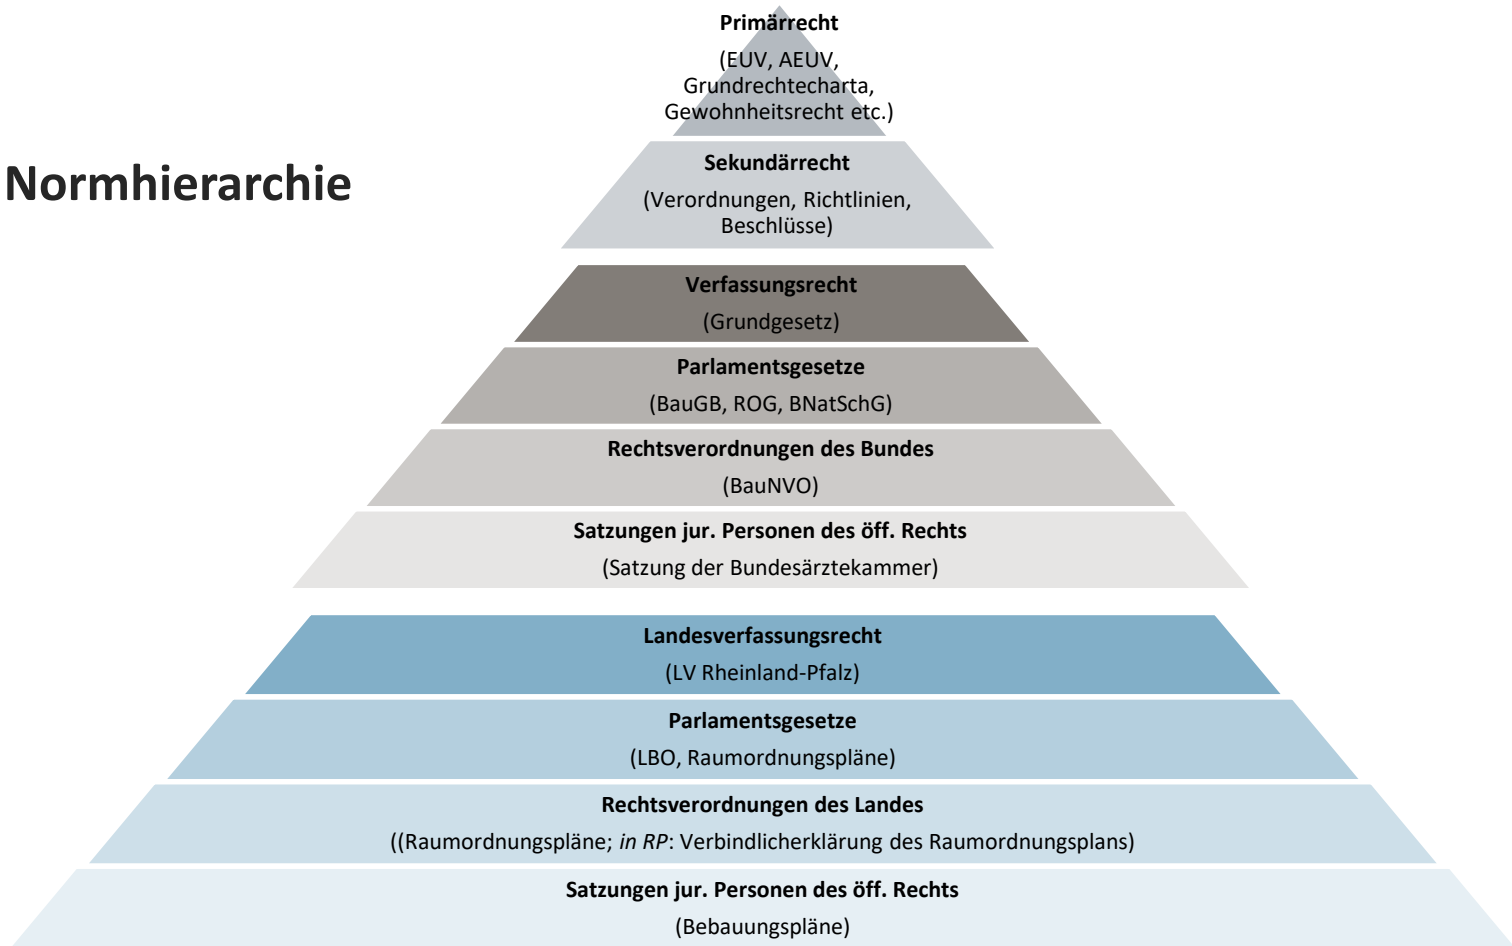 Primärrecht
(EUV, AEUV,
Grundrechtecharta,
Gewohnheitsrecht etc.)
Normhierarchie
Sekundärrecht
(Verordnungen, Richtlinien,
Beschlüsse)
Verfassungsrecht
(Grundgesetz)
Parlamentsgesetze
(BauGB, ROG, BNatSchG)
Rechtsverordnungen des Bundes
(BauNVO)
Satzungen jur. Personen des öff. Rechts
(Satzung der Bundesärztekammer)
Landesverfassungsrecht
(LV Rheinland-Pfalz)
Parlamentsgesetze
(LBO, Raumordnungspläne)
Rechtsverordnungen des Landes
((Raumordnungspläne; in RP: Verbindlicherklärung des Raumordnungsplans)
Satzungen jur. Personen des öff. Rechts
(Bebauungspläne)